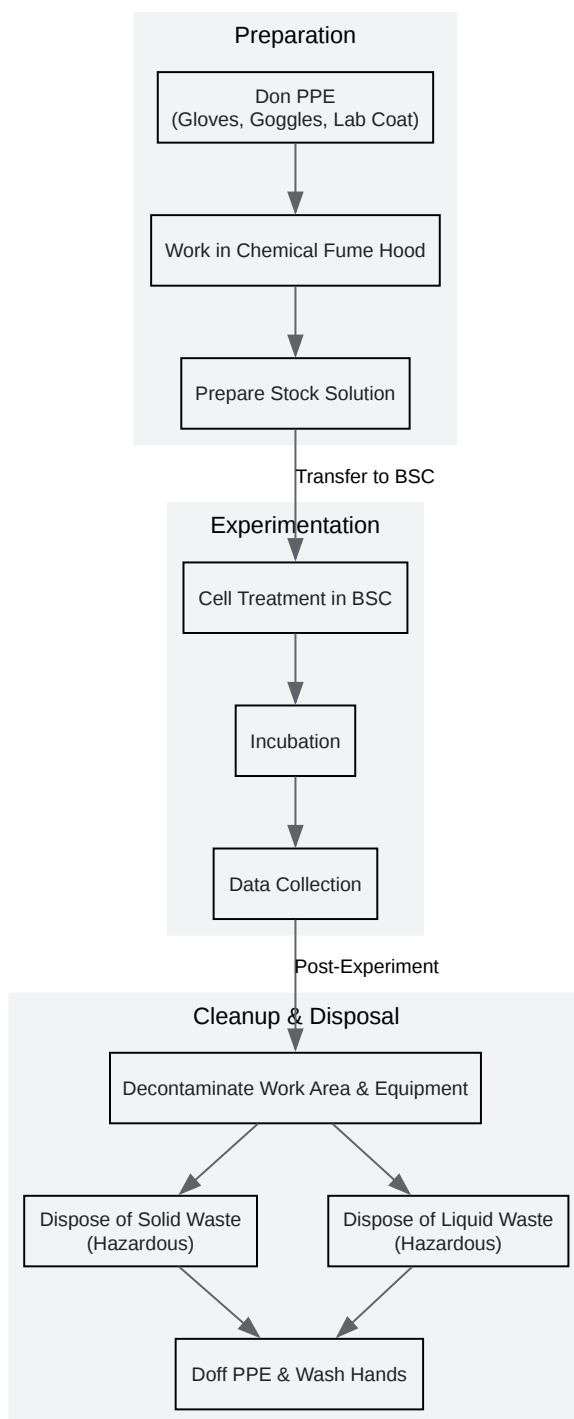 Preparation
Don PPE
(Gloves, Goggles, Lab Coat)
Work in Chemical Fume Hood
Prepare Stock Solution
Transfer to BSC
Experimentation
Cell Treatment in BSC
Incubation
Data Collection
Post-Experiment
Cleanup & Disposal
Decontaminate Work Area & Equipment
Dispose of Solid Waste
(Hazardous)
Dispose of Liquid Waste
(Hazardous)
Doff PPE & Wash Hands